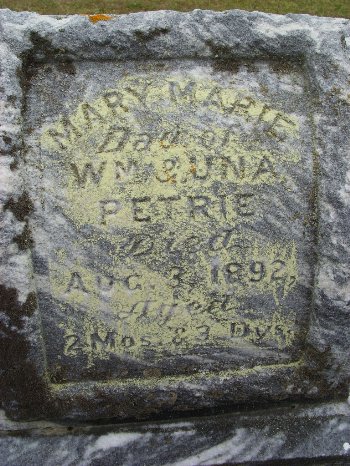 MARY MARIE
Dau. of
WM & UNA
PETRIE
Died
AUG. 3, 1892,
Aged
2 Mos. & 3 Dys.